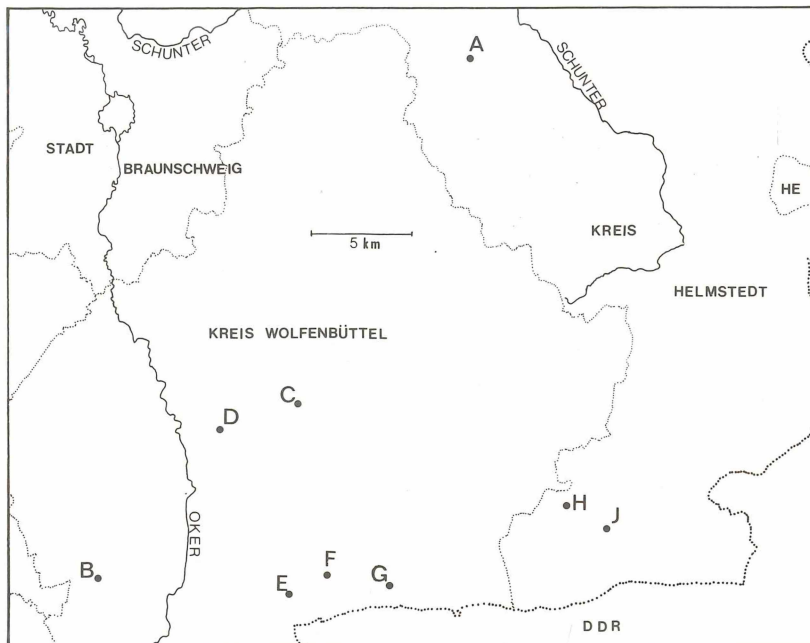 SCHUNTER
A
SCHUNTER
STADT
BRAUNSCHWEIG
HE
5 km
KREIS
HELMSTEDT
KREIS WOLFENBÜTTEL
C
D
H
J
OKER
B
E
F
G
DDR